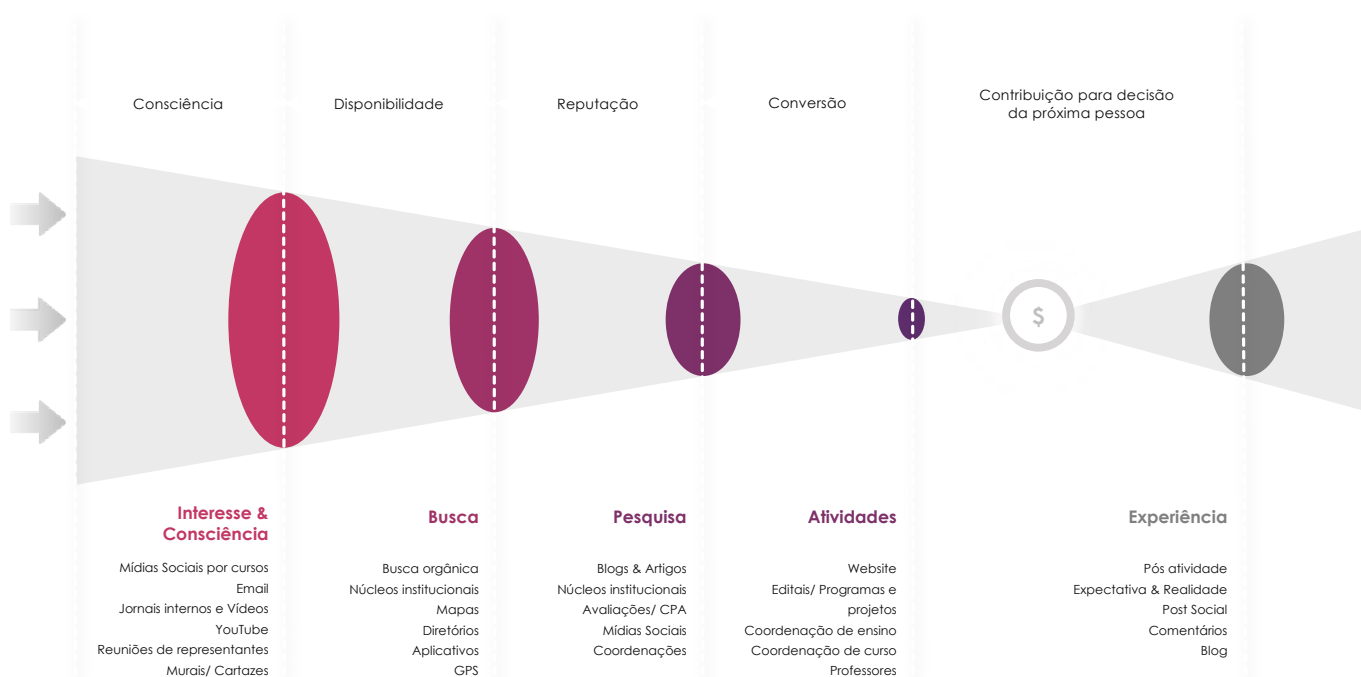 Consciência
Disponibilidade
Reputação
Conversão
Contribuição para decisão
da próxima pessoa
$
Interesse &
Consciência
Mídias Sociais por cursos
Email
Jornais internos e Vídeos
YouTube
Reuniões de representantes
Murais/ Cartazes
Busca
Busca orgânica
Núcleos institucionais
Mapas
Diretórios
Aplicativos
GPS
Pesquisa
Blogs & Artigos
Núcleos institucionais
Avaliações/ CPA
Mídias Sociais
Coordenações
Atividades
Website
Editais/ Programas e
projetos
Coordenação de ensino
Coordenação de curso
Professores
Experiência
Pós atividade
Expectativa & Realidade
Post Social
Comentários
Blog